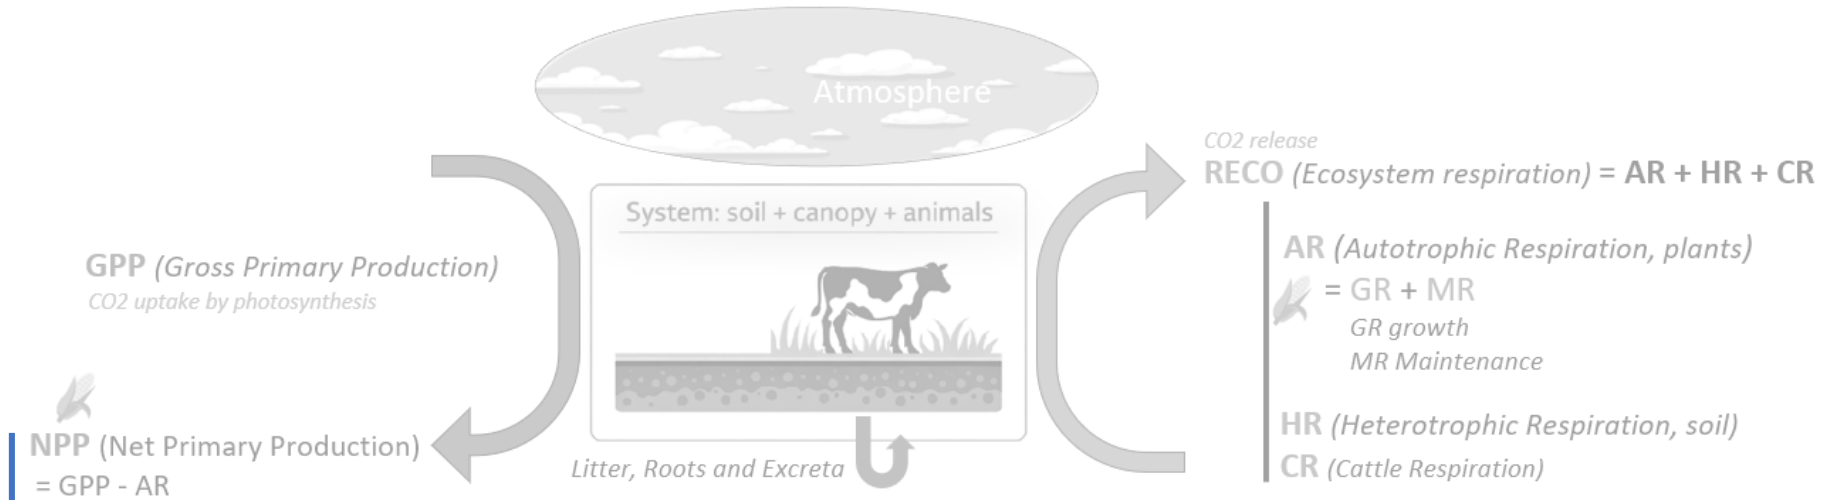 Atmosphere
CO2 release
RECO (Ecosystem respiration) = AR + HR + CR
System: soil + canopy + animals
AR (Autotrophic Respiration, plants)
= GR + MR
GR growth
MR Maintenance
GPP (Gross Primary Production)
CO2 uptake by photosynthesis
HR (Heterotrophic Respiration, soil)
CR (Cattle Respiration)
NPP (Net Primary Production)
= GPP - AR
Litter, Roots and Excreta